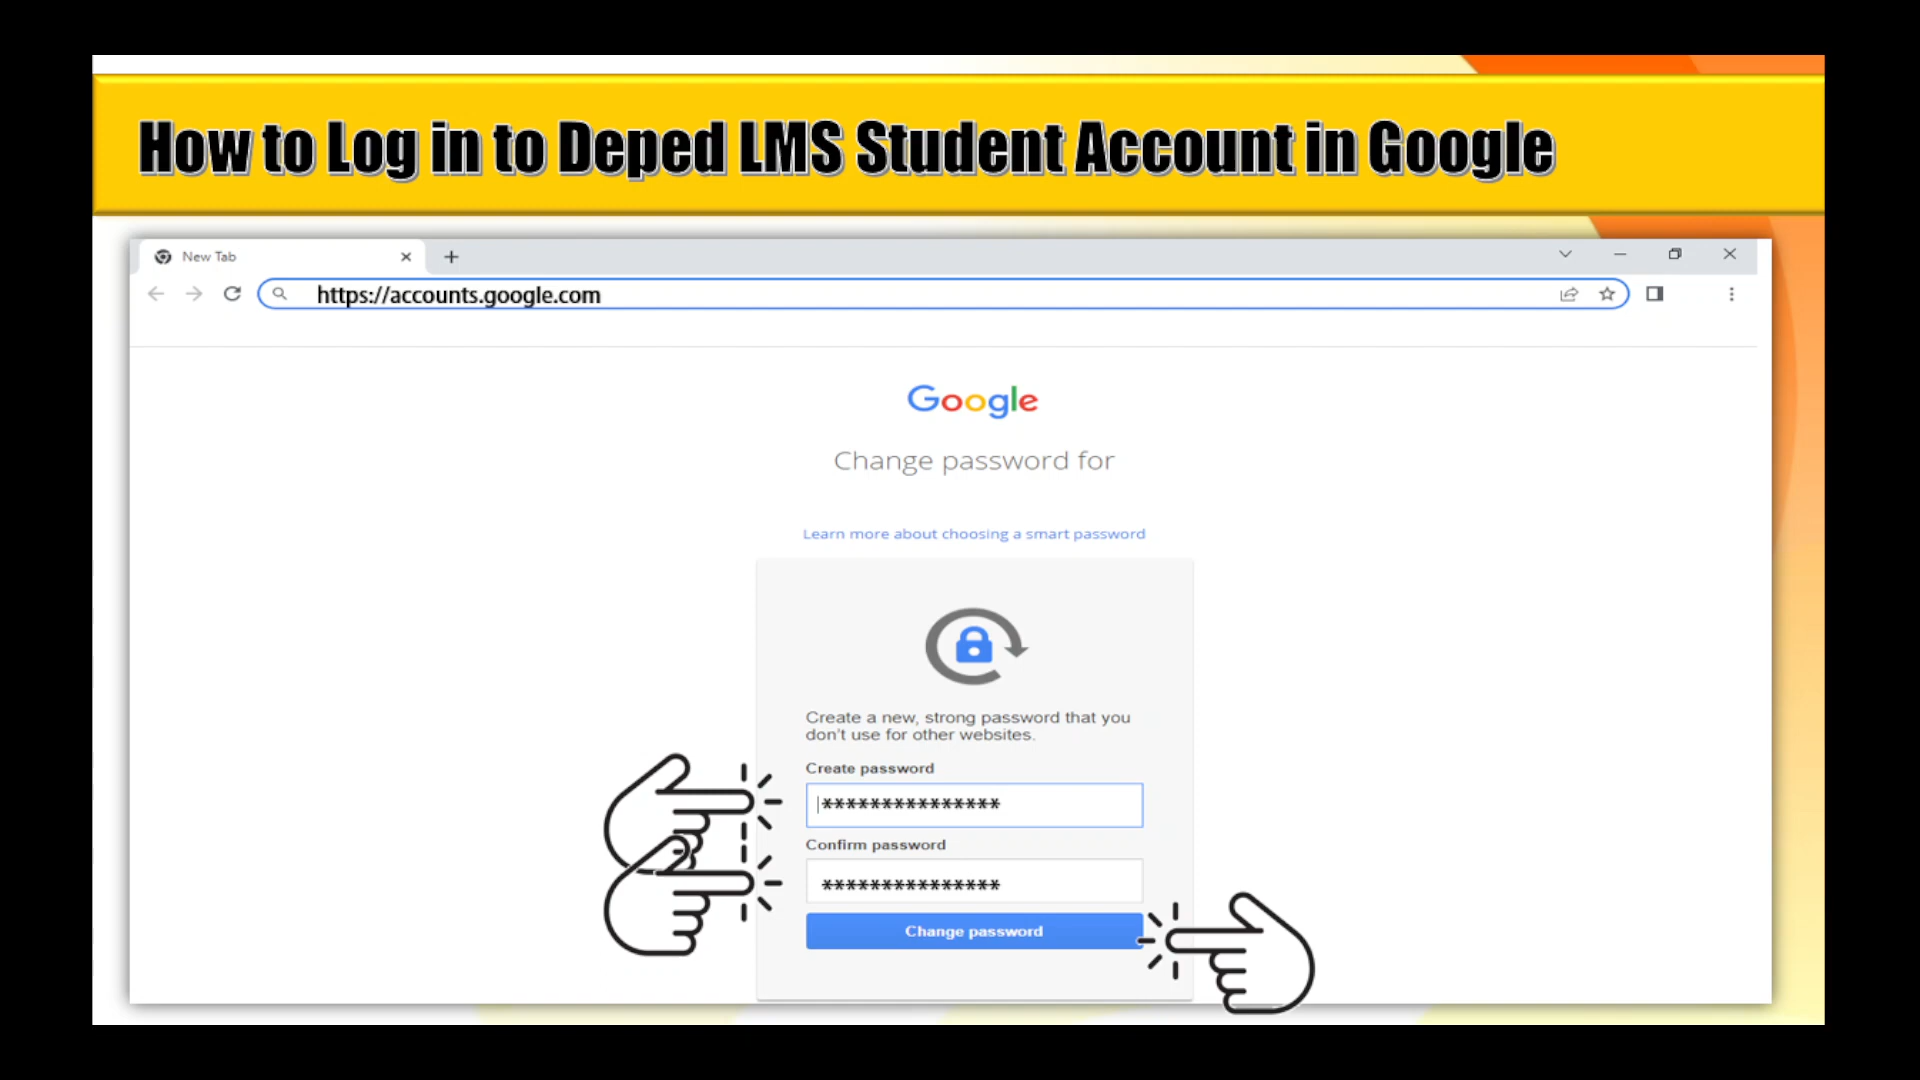 How to Log in to Deped LMS Student Account in Google
New Tab
https://accounts.google.com
Google
Change password for
Learn more about choosing a smart password
Create a new, strong password that you
don't use for other websites.
Create password
***************
Confirm password
***************
Change password